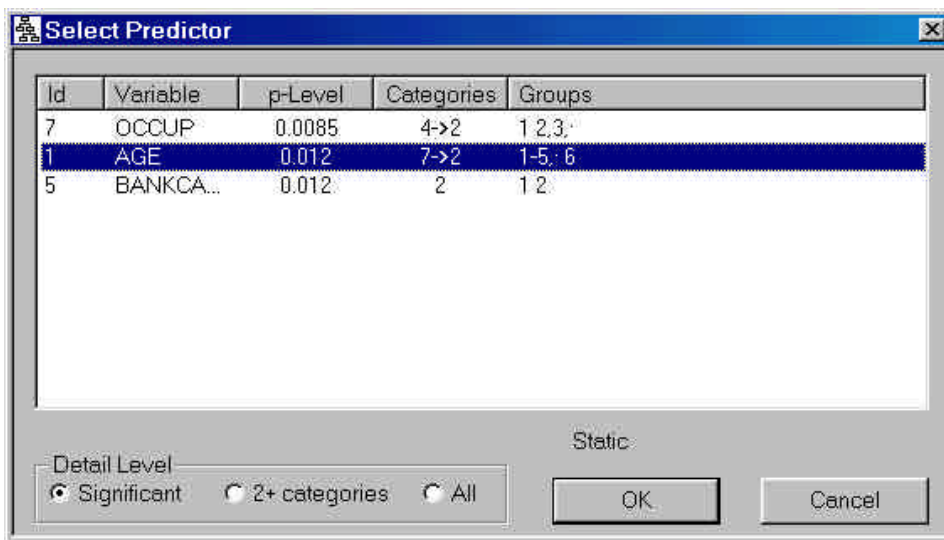 Select Predictor
Id Variable p-Level Categories Groups
7 OCCUP 0.0085 4->2 1 2,3,·
1 AGE 0.012 7->2 1-5,· 6
5 BANKCA... 0.012 2 1 2
Static
Detail Level
Significant 2+ categories All
OK Cancel